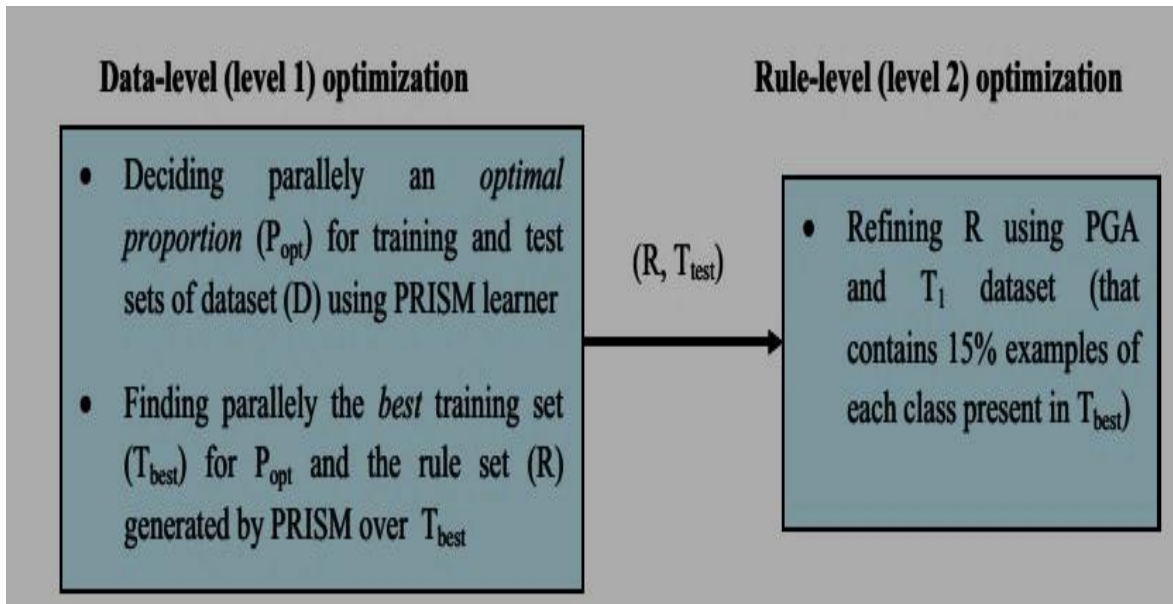 Data-level (level 1) optimization
• Deciding parallely an optimal
proportion (Popt) for training and test
sets of dataset (D) using PRISM learner
• Finding parallely the best training set
(Tbest) for Popt and the rule set (R)
generated by PRISM over Tbest
(R, Ttest)
Rule-level (level 2) optimization
• Refining R using PGA
and T1 dataset (that
contains 15% examples of
each class present in Tbest)